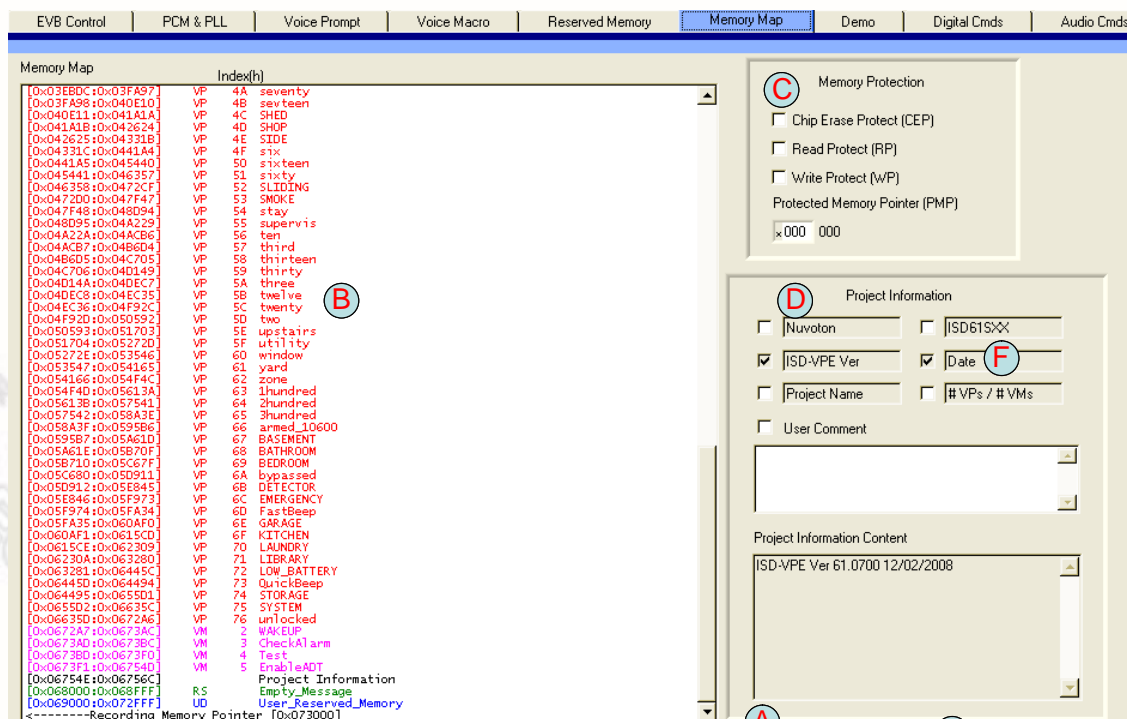 EVB Control PCM & PLL Voice Prompt Voice Macro Reserved Memory Memory Map Demo Digital Cmds Audio Cmds
Memory Map
Index(h)
[0x03EBDC:0x03FA97] VP 4A seventy
[0x03FA98:0x040E10] VP 4B sevteen
[0x040E11:0x041A1A] VP 4C SHED
[0x041A1B:0x042624] VP 4D SHOP
[0x042625:0x04331B] VP 4E SIDE
[0x04331C:0x0441A4] VP 4F six
[0x0441A5:0x045440] VP 50 sixteen
[0x045441:0x046357] VP 51 sixty
[0x046358:0x0472CF] VP 52 SLIDING
[0x0472D0:0x047F47] VP 53 SMOKE
[0x047F48:0x048D94] VP 54 stay
[0x048D95:0x04A229] VP 55 supervis
[0x04A22A:0x04ACB6] VP 56 ten
[0x04ACB7:0x04B6D4] VP 57 third
[0x04B6D5:0x04C705] VP 58 thirteen
[0x04C706:0x04D149] VP 59 thirty
[0x04D14A:0x04DEC7] VP 5A three
[0x04DEC8:0x04EC35] VP 5B twelve
[0x04EC36:0x04F92C] VP 5C twenty
[0x04F92D:0x050592] VP 5D two
[0x050593:0x051703] VP 5E upstairs
[0x051704:0x05272D] VP 5F utility
[0x05272E:0x053546] VP 60 window
[0x053547:0x054165] VP 61 yard
[0x054166:0x054F4C] VP 62 zone
[0x054F4D:0x05613A] VP 63 1hundred
[0x05613B:0x057541] VP 64 2hundred
[0x057542:0x058A3E] VP 65 3hundred
[0x058A3F:0x0595B6] VP 66 armed_10600
[0x0595B7:0x05A61D] VP 67 BASEMENT
[0x05A61E:0x05B70F] VP 68 BATHROOM
[0x05B710:0x05C67F] VP 69 BEDROOM
[0x05C680:0x05D911] VP 6A bypassed
[0x05D912:0x05E845] VP 6B DETECTOR
[0x05E846:0x05F973] VP 6C EMERGENCY
[0x05F974:0x05FA34] VP 6D FastBeep
[0x05FA35:0x060AF0] VP 6E GARAGE
[0x060AF1:0x0615CD] VP 6F KITCHEN
[0x0615CE:0x062309] VP 70 LAUNDRY
[0x06230A:0x063280] VP 71 LIBRARY
[0x063281:0x06445C] VP 72 LOW_BATTERY
[0x06445D:0x064494] VP 73 QuickBeep
[0x064495:0x0655D1] VP 74 STORAGE
[0x0655D2:0x06635C] VP 75 SYSTEM
[0x06635D:0x0672A6] VP 76 unlocked
[0x0672A7:0x0673AC] VM 2 WAKEUP
[0x0673AD:0x0673BC] VM 3 CheckAlarm
[0x0673BD:0x0673F0] VM 4 Test
[0x0673F1:0x06754D] VM 5 EnableADT
[0x06754E:0x06756C] Project Information
[0x068000:0x068FFF] RS Empty_Message
[0x069000:0x072FFF] UD User_Reserved_Memory
<--------Recording Memory Pointer [0x073000]
B
C Memory Protection
Chip Erase Protect (CEP)
Read Protect (RP)
Write Protect (WP)
Protected Memory Pointer (PMP)
x 000 000
D Project Information
Nuvoton ISD61SXX
ISD-VPE Ver Date F
Project Name # VPs / # VMs
User Comment
Project Information Content
ISD-VPE Ver 61.0700 12/02/2008
A